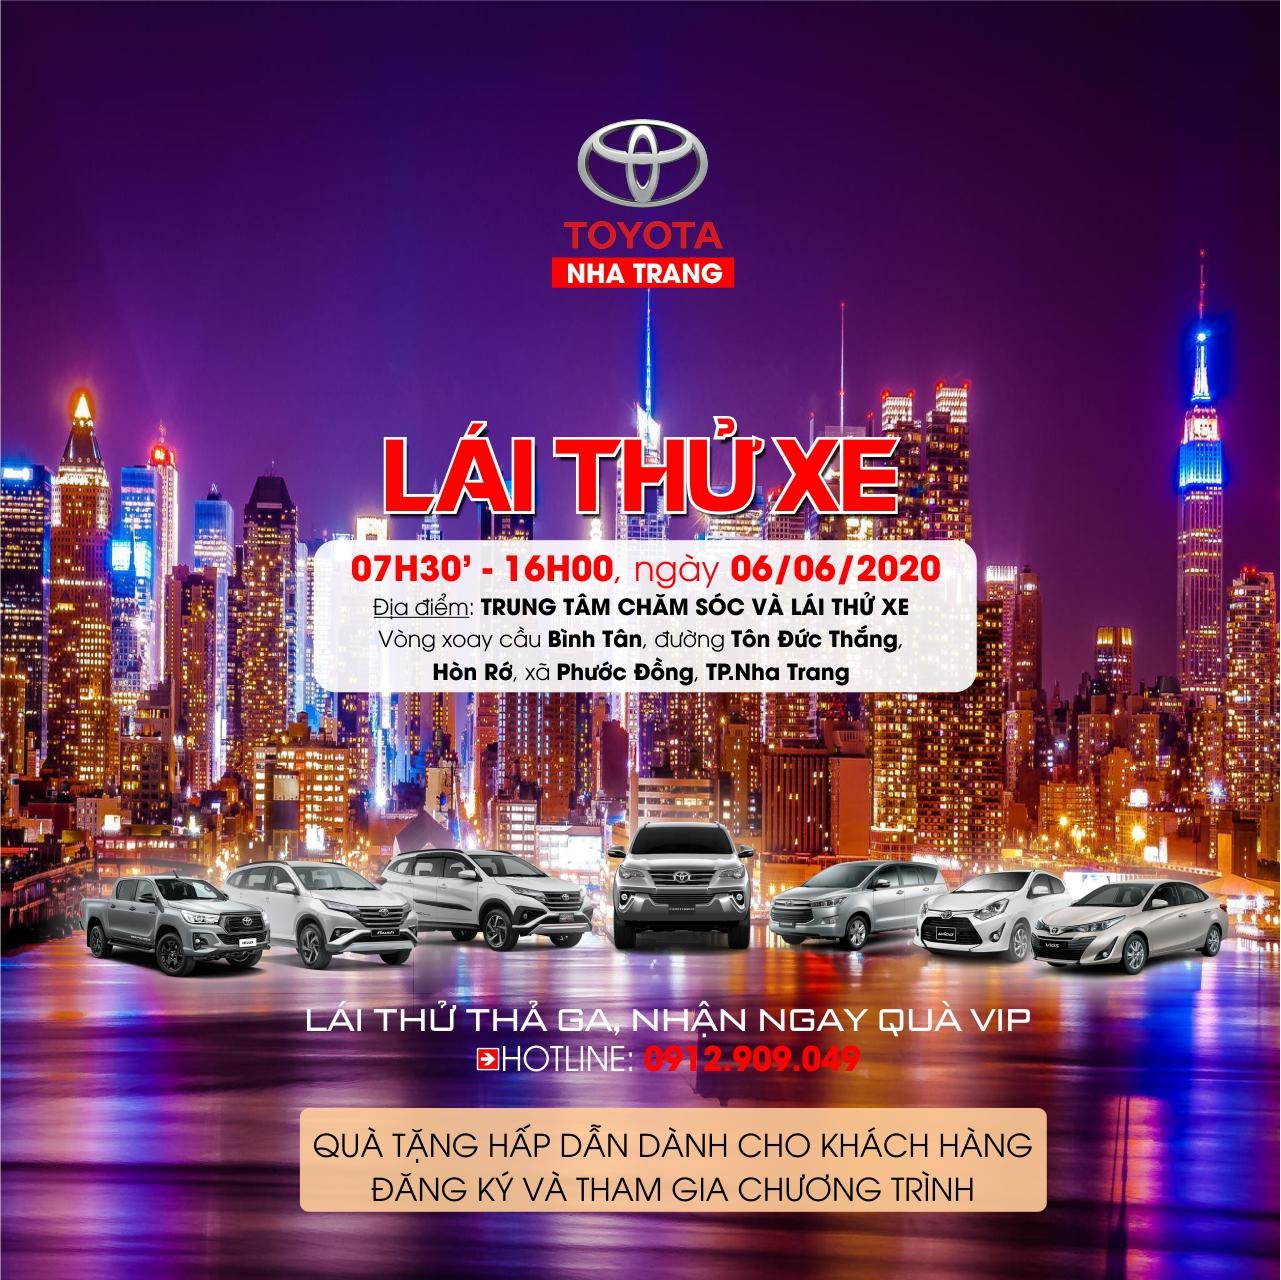 TOYOTA
NHA TRANG
LÁI THỬ XE
07H30’ - 16H00, ngày 06/06/2020
Địa điểm: TRUNG TÂM CHĂM SÓC VÀ LÁI THỬ XE
Vòng xoay cầu Bình Tân, đường Tôn Đức Thắng,
Hòn Rớ, xã Phước Đồng, TP.Nha Trang
Rush
VIOS
LÁI THỬ THẢ GA, NHẬN NGAY QUÀ VIP
HOTLINE: 0912.909.049
QUÀ TẶNG HẤP DẪN DÀNH CHO KHÁCH HÀNG
ĐĂNG KÝ VÀ THAM GIA CHƯƠNG TRÌNH